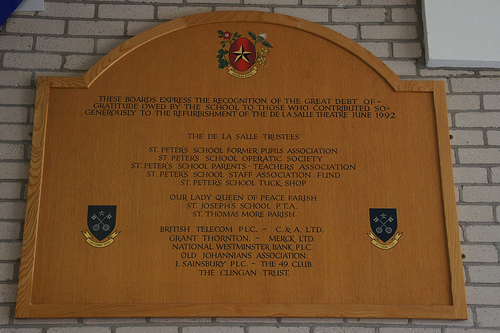 THESE BOARDS EXPRESS THE RECOGNITION OF THE GREAT DEBT OF-
GRATITUDE OWED BY THE SCHOOL TO THOSE WHO CONTRIBUTED SO-
GENEROUSLY TO THE REFURBISHMENT OF THE DE LA SALLE THEATRE JUNE 1992
THE DE LA SALLE TRUSTEES
ST. PETERS SCHOOL FORMER PUPILS ASSOCIATION
ST. PETERS SCHOOL OPERATIC SOCIETY
ST. PETER'S SCHOOL PARENTS-TEACHERS ASSOCIATION
ST. PETERS SCHOOL STAFF ASSOCIATION FUND
ST. PETERS SCHOOL TUCK SHOP
OUR LADY QUEEN OF PEACE PARISH
ST. JOSEPHS SCHOOL P.T.A.
ST. THOMAS MORE PARISH
BRITISH TELECOM P.L.C. - C.& A. LTD.
GRANT THORNTON. - MERCK LTD.
NATIONAL WESTMINSTER BANK P.L.C.
OLD JOHANNIANS ASSOCIATION.
J. SAINSBURY P.L.C. - THE 49 CLUB.
THE CLINGAN TRUST.